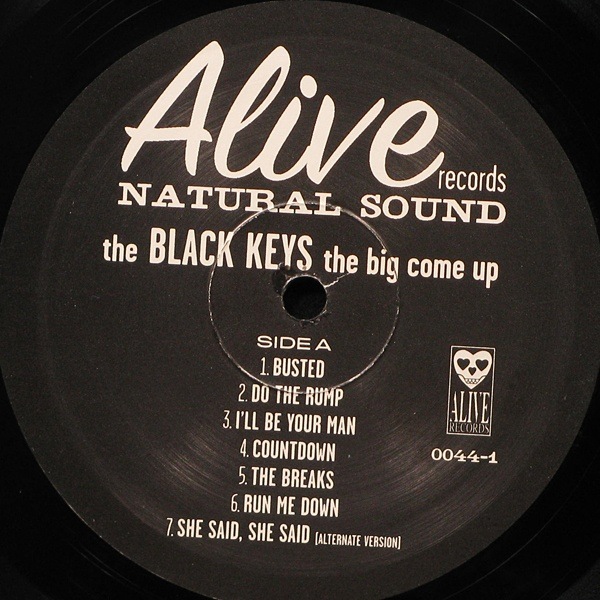 Alive records
NATURAL SOUND
the BLACK KEYS the big come up
SIDE A
1. BUSTED
2. DO THE RUMP
3. I'LL BE YOUR MAN
4. COUNTDOWN
5. THE BREAKS
6. RUN ME DOWN
7. SHE SAID, SHE SAID [ALTERNATE VERSION]
ALIVE
RECORDS
0044-1